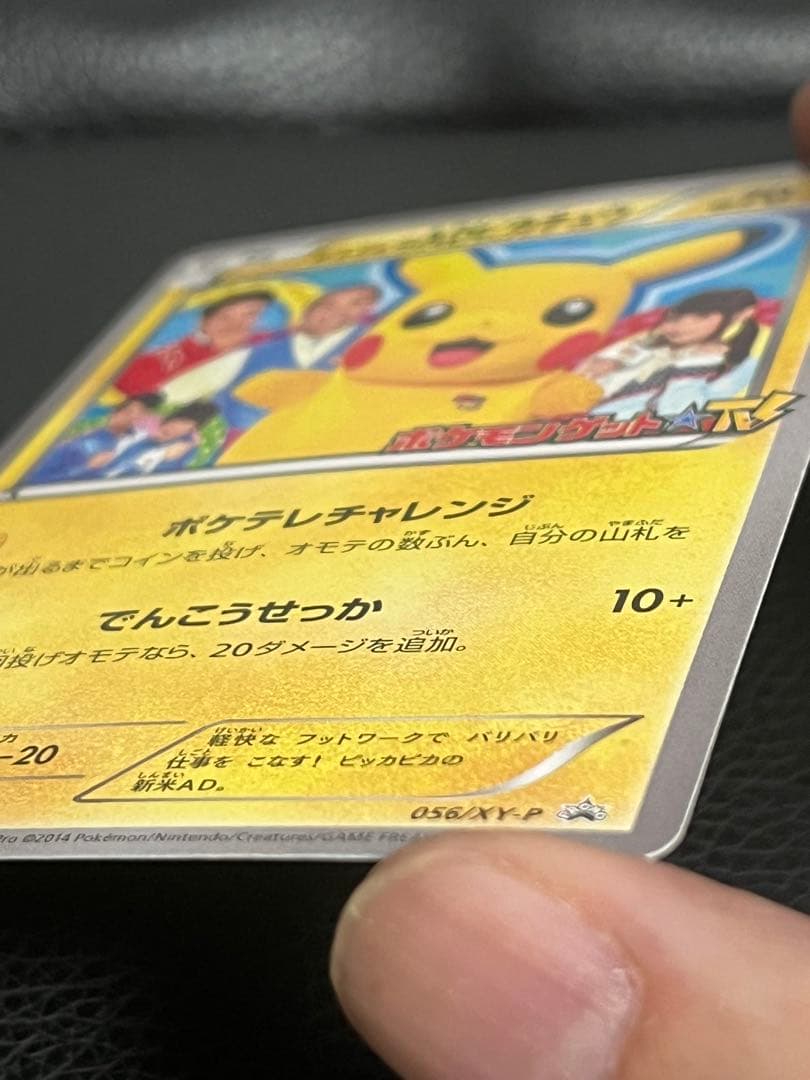 ポケモンゲット☆TV
ポケテレチャレンジ
が出るまでコインを投げ、オモテの数ぶん、自分の山札を
でんこうせっか 10+
投げオモテなら、20ダメージを追加。
力
-20
軽快な フットワークで バリバリ
仕事を こなす! ピッカピカの
新米AD。
056/XY-P PROMO
©2014 Pokémon/Nintendo/Creatures/GAME FREA